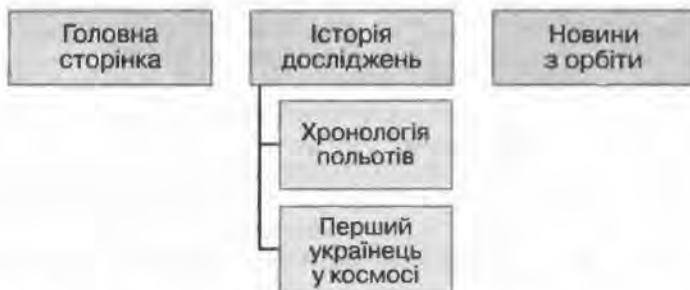 Головна
сторінка
Історія
досліджень
Новини
з орбіти
Хронологія
польотів
Перший
українець
у космосі